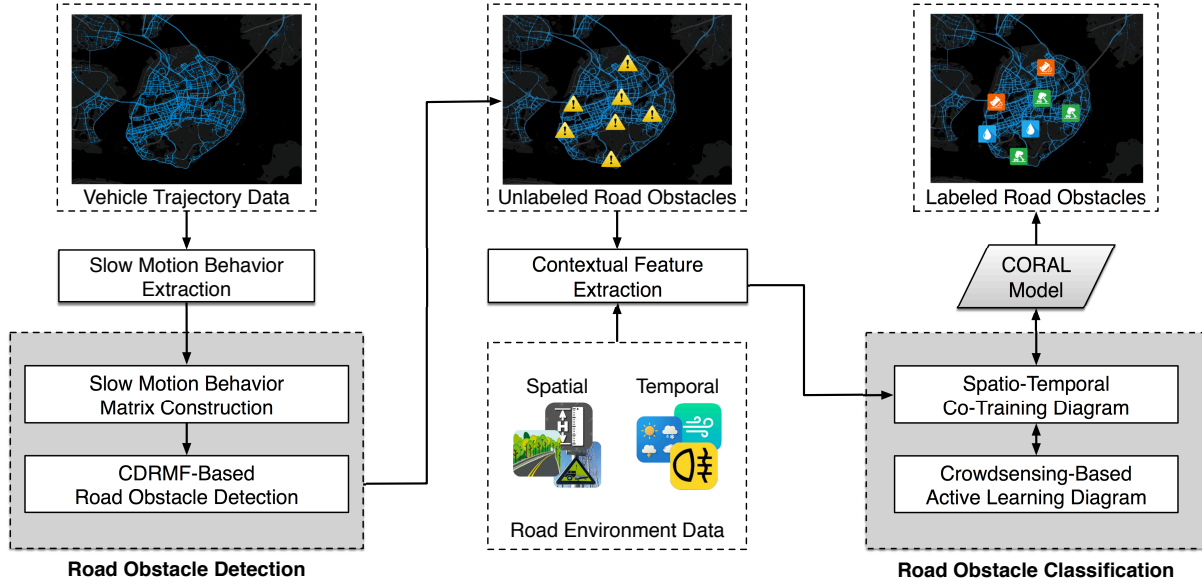 Vehicle Trajectory Data
Slow Motion Behavior
Extraction
Slow Motion Behavior
Matrix Construction
CDRMF-Based
Road Obstacle Detection
Road Obstacle Detection
Unlabeled Road Obstacles
Contextual Feature
Extraction
Spatial
Temporal
H
Road Environment Data
Labeled Road Obstacles
CORAL
Model
Spatio-Temporal
Co-Training Diagram
Crowdsensing-Based
Active Learning Diagram
Road Obstacle Classification